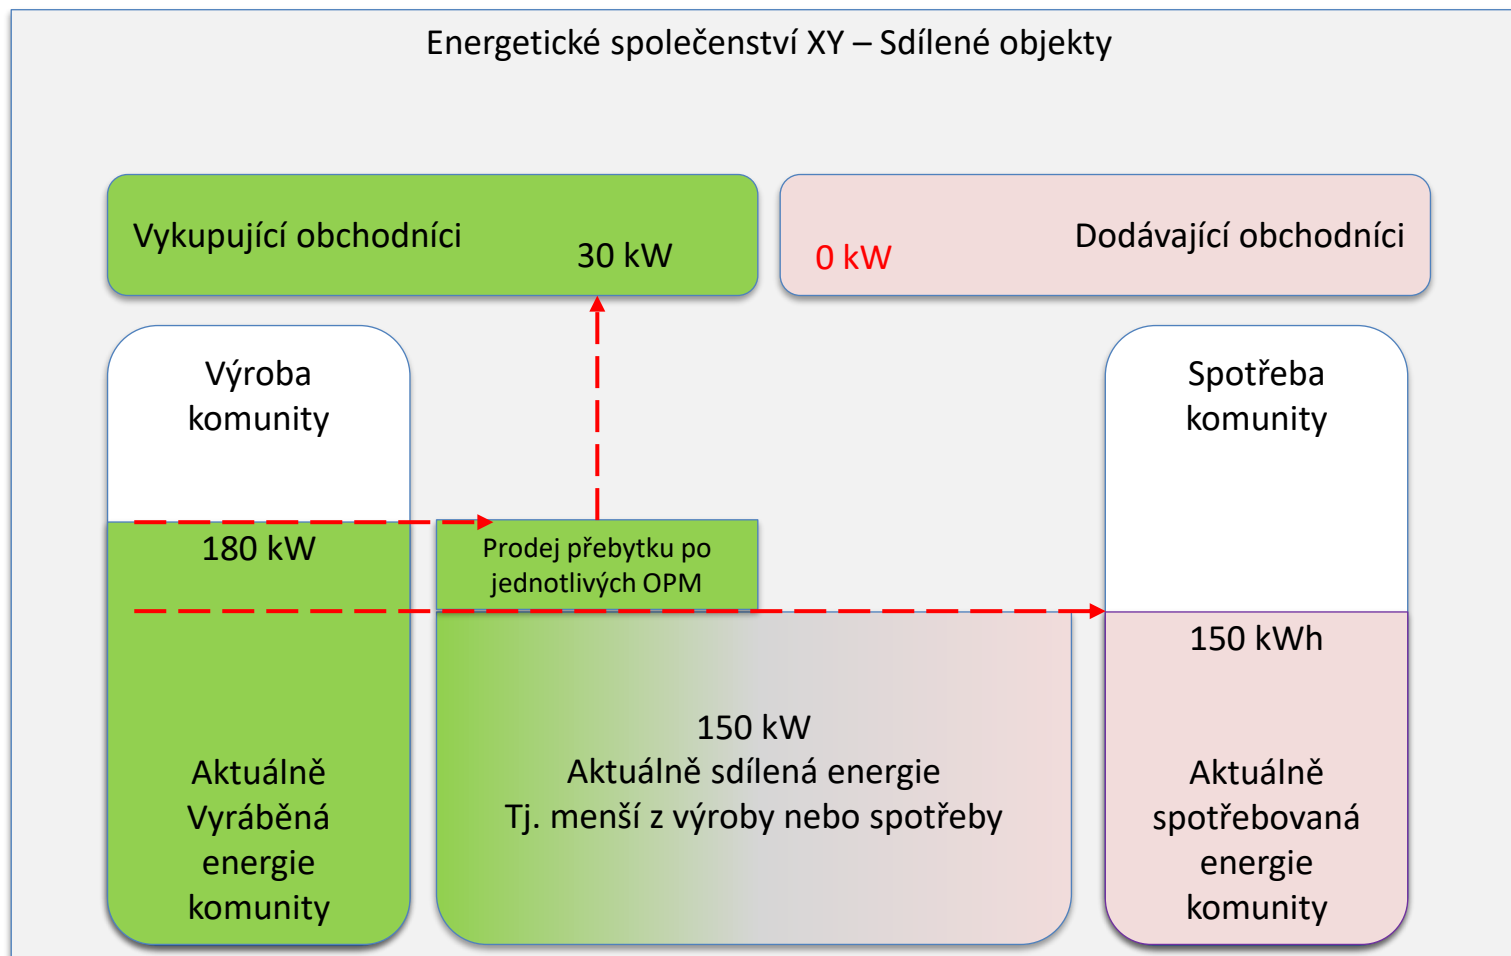 Energetické společenství XY – Sdílené objekty
Vykupující obchodníci
30 kW
0 kW
Dodávající obchodníci
Výroba
komunity
180 kW
Aktuálně
Vyráběná
energie
komunity
Prodej přebytku po
jednotlivých OPM
150 kW
Aktuálně sdílená energie
Tj. menší z výroby nebo spotřeby
Spotřeba
komunity
150 kWh
Aktuálně
spotřebovaná
energie
komunity